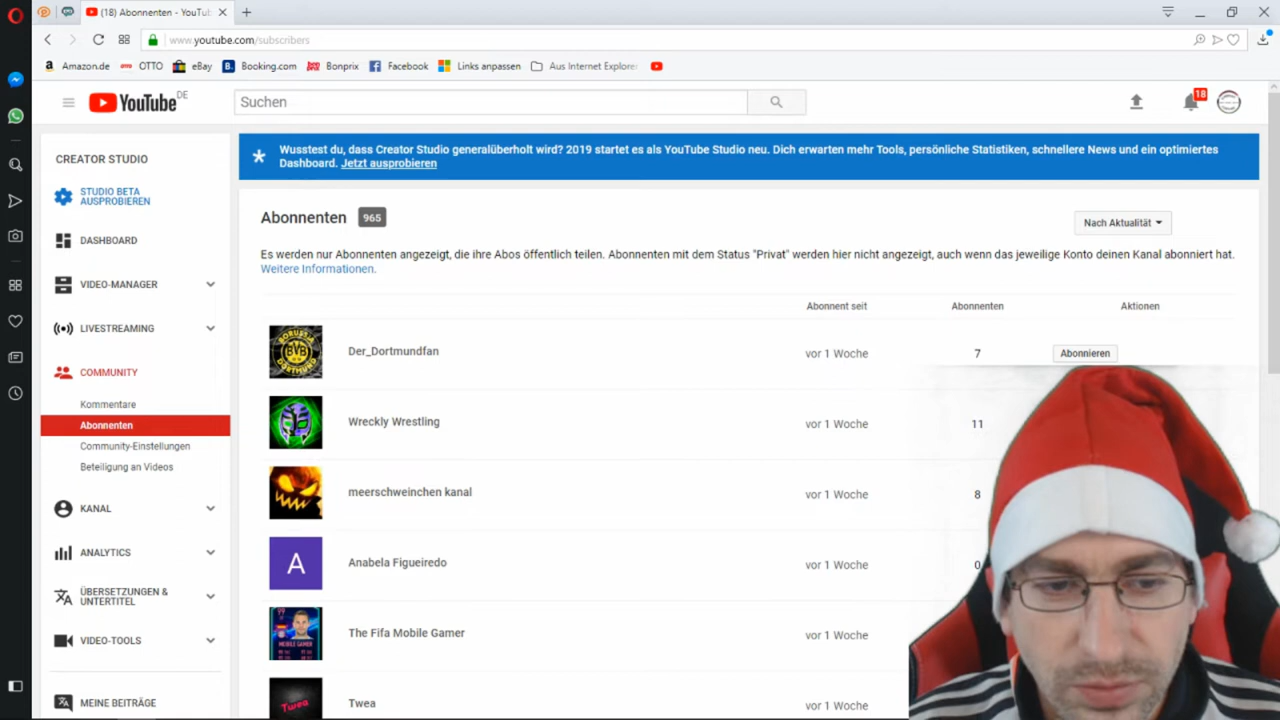 (18) Abonnenten - YouTu
www.youtube.com/subscribers
Amazon.de OTTO eBay Booking.com Bonprix Facebook Links anpassen Aus Internet Explorer
YouTube DE
Suchen
18
CREATOR STUDIO
STUDIO BETA
AUSPROBIEREN
DASHBOARD
VIDEO-MANAGER
LIVESTREAMING
COMMUNITY
Kommentare
Abonnenten
Community-Einstellungen
Beteiligung an Videos
KANAL
ANALYTICS
ÜBERSETZUNGEN &
UNTERTITEL
VIDEO-TOOLS
MEINE BEITRÄGE
Wusstest du, dass Creator Studio generalüberholt wird? 2019 startet es als YouTube Studio neu. Dich erwarten mehr Tools, persönliche Statistiken, schnellere News und ein optimiertes
Dashboard. Jetzt ausprobieren
Abonnenten 965
Nach Aktualität
Es werden nur Abonnenten angezeigt, die ihre Abos öffentlich teilen. Abonnenten mit dem Status "Privat" werden hier nicht angezeigt, auch wenn das jeweilige Konto deinen Kanal abonniert hat.
Weitere Informationen.
Abonnent seit Abonnenten Aktionen
BORUSSIA
BVB
DORTMUND
Der_Dortmundfan vor 1 Woche 7 Abonnieren
Wreckly Wrestling vor 1 Woche 11
meerschweinchen kanal vor 1 Woche 8
A
Anabela Figueiredo vor 1 Woche 0
MOBILE GAMER
The Fifa Mobile Gamer vor 1 Woche
Twea
Twea vor 1 Woche